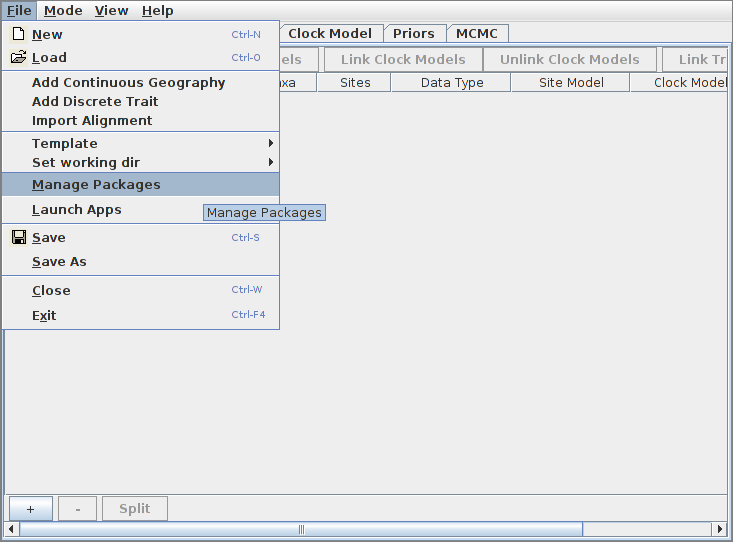 File Mode View Help
New Ctrl-N
Clock Model Priors MCMC
Load Ctrl-O
els Link Clock Models Unlink Clock Models Link Tr
Add Continuous Geography
xa Sites Data Type Site Model Clock Model
Add Discrete Trait
Import Alignment
Template
Set working dir
Manage Packages
Launch Apps
Manage Packages
Save Ctrl-S
Save As
Close Ctrl-W
Exit Ctrl-F4
+ - Split